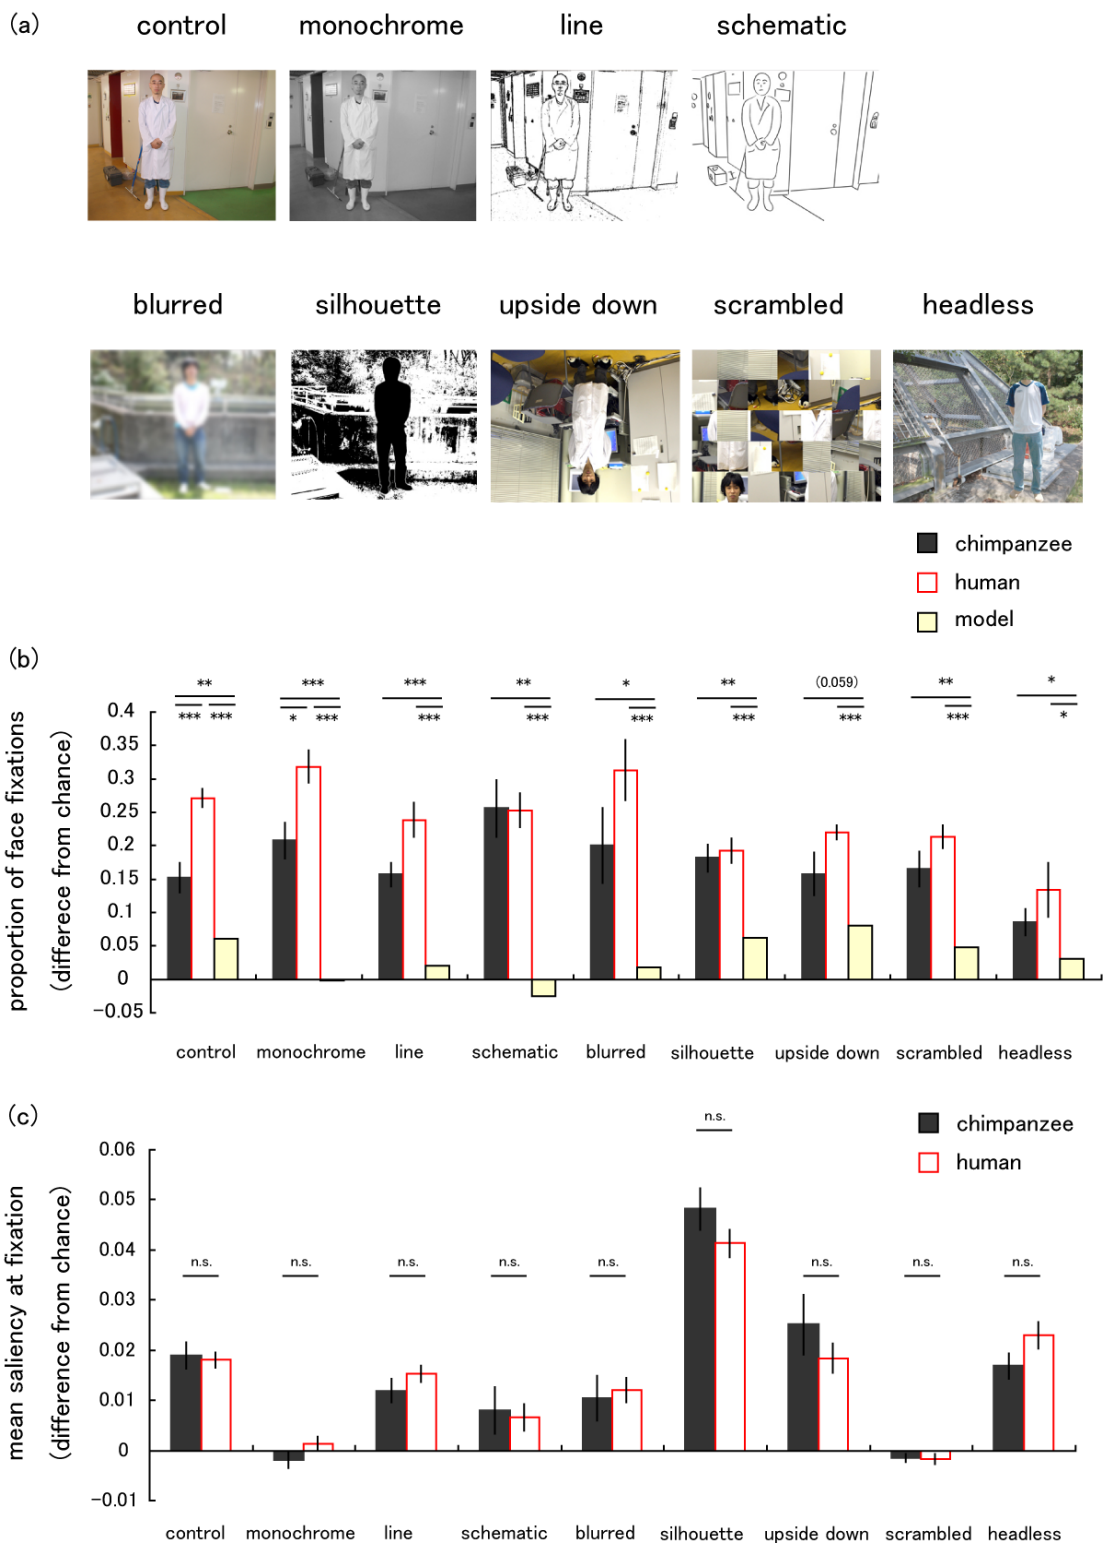 (a)
control monochrome line schematic
blurred silhouette upside down scrambled headless
chimpanzee
human
model
(b)
** *** *** ** * ** (0.059) ** *
*** *** * *** *** *** *** *** *** *** *
proportion of face fixations
(differece from chance)
0.4
0.35
0.3
0.25
0.2
0.15
0.1
0.05
0
-0.05
control monochrome line schematic blurred silhouette upside down scrambled headless
(c)
chimpanzee
human
mean saliency at fixation
(difference from chance)
0.06
0.05
0.04
0.03
0.02
0.01
0
-0.01
n.s. n.s. n.s. n.s. n.s. n.s. n.s. n.s. n.s.
control monochrome line schematic blurred silhouette upside down scrambled headless